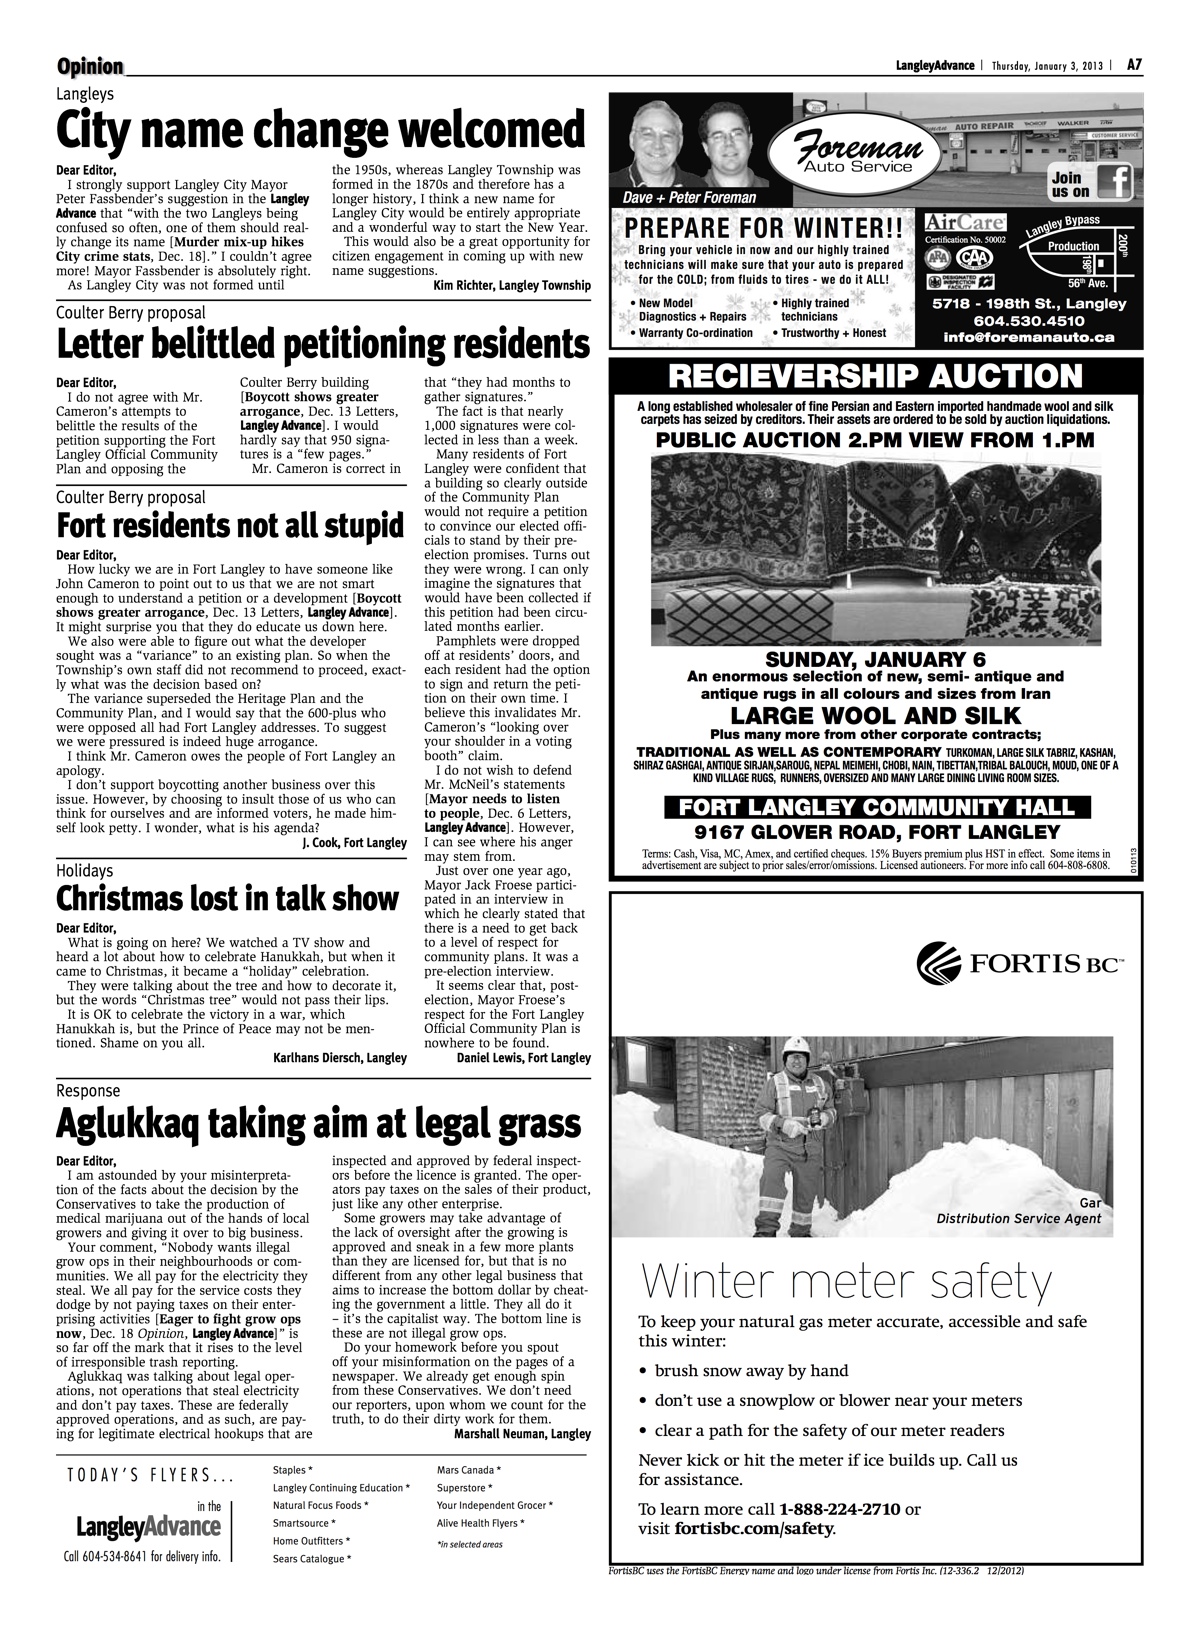 Opinion
LangleyAdvance | Thursday, January 3, 2013 | A7
Langleys
City name change welcomed
Dear Editor,
I strongly support Langley City Mayor
Peter Fassbender's suggestion in the Langley
Advance that “with the two Langleys being
confused so often, one of them should real-
ly change its name [Murder mix-up hikes
City crime stats, Dec. 18].” I couldn't agree
more! Mayor Fassbender is absolutely right.
As Langley City was not formed until
the 1950s, whereas Langley Township was
formed in the 1870s and therefore has a
longer history, I think a new name for
Langley City would be entirely appropriate
and a wonderful way to start the New Year.
This would also be a great opportunity for
citizen engagement in coming up with new
name suggestions.
Kim Richter, Langley Township
Coulter Berry proposal
Letter belittled petitioning residents
Dear Editor,
I do not agree with Mr.
Cameron's attempts to
belittle the results of the
petition supporting the Fort
Langley Official Community
Plan and opposing the
Coulter Berry building
[Boycott shows greater
arrogance, Dec. 13 Letters,
Langley Advance]. I would
hardly say that 950 signa-
tures is a “few pages.”
Mr. Cameron is correct in
that “they had months to
gather signatures.”
The fact is that nearly
1,000 signatures were col-
lected in less than a week.
Many residents of Fort
Langley were confident that
a building so clearly outside
of the Community Plan
would not require a petition
to convince our elected offi-
cials to stand by their pre-
election promises. Turns out
they were wrong. I can only
imagine the signatures that
would have been collected if
this petition had been circu-
lated months earlier.
Pamphlets were dropped
off at residents' doors, and
each resident had the option
to sign and return the peti-
tion on their own time. I
believe this invalidates Mr.
Cameron's “looking over
your shoulder in a voting
booth” claim.
I do not wish to defend
Mr. McNeil's statements
[Mayor needs to listen
to people, Dec. 6 Letters,
Langley Advance]. However,
I can see where his anger
may stem from.
Just over one year ago,
Mayor Jack Froese partici-
pated in an interview in
which he clearly stated that
there is a need to get back
to a level of respect for
community plans. It was a
pre-election interview.
It seems clear that, post-
election, Mayor Froese's
respect for the Fort Langley
Official Community Plan is
nowhere to be found.
Daniel Lewis, Fort Langley
Coulter Berry proposal
Fort residents not all stupid
Dear Editor,
How lucky we are in Fort Langley to have someone like
John Cameron to point out to us that we are not smart
enough to understand a petition or a development [Boycott
shows greater arrogance, Dec. 13 Letters, Langley Advance].
It might surprise you that they do educate us down here.
We also were able to figure out what the developer
sought was a “variance” to an existing plan. So when the
Township's own staff did not recommend to proceed, exact-
ly what was the decision based on?
The variance superseded the Heritage Plan and the
Community Plan, and I would say that the 600-plus who
were opposed all had Fort Langley addresses. To suggest
we were pressured is indeed huge arrogance.
I think Mr. Cameron owes the people of Fort Langley an
apology.
I don't support boycotting another business over this
issue. However, by choosing to insult those of us who can
think for ourselves and are informed voters, he made him-
self look petty. I wonder, what is his agenda?
J. Cook, Fort Langley
Holidays
Christmas lost in talk show
Dear Editor,
What is going on here? We watched a TV show and
heard a lot about how to celebrate Hanukkah, but when it
came to Christmas, it became a “holiday” celebration.
They were talking about the tree and how to decorate it,
but the words “Christmas tree” would not pass their lips.
It is OK to celebrate the victory in a war, which
Hanukkah is, but the Prince of Peace may not be men-
tioned. Shame on you all.
Karlhans Diersch, Langley
Response
Aglukkaq taking aim at legal grass
Dear Editor,
I am astounded by your misinterpreta-
tion of the facts about the decision by the
Conservatives to take the production of
medical marijuana out of the hands of local
growers and giving it over to big business.
Your comment, “Nobody wants illegal
grow ops in their neighbourhoods or com-
munities. We all pay for the electricity they
steal. We all pay for the service costs they
dodge by not paying taxes on their enter-
prising activities [Eager to fight grow ops
now, Dec. 18 Opinion, Langley Advance]” is
so far off the mark that it rises to the level
of irresponsible trash reporting.
Aglukkaq was talking about legal oper-
ations, not operations that steal electricity
and don't pay taxes. These are federally
approved operations, and as such, are pay-
ing for legitimate electrical hookups that are
inspected and approved by federal inspect-
ors before the licence is granted. The oper-
ators pay taxes on the sales of their product,
just like any other enterprise.
Some growers may take advantage of
the lack of oversight after the growing is
approved and sneak in a few more plants
than they are licensed for, but that is no
different from any other legal business that
aims to increase the bottom dollar by cheat-
ing the government a little. They all do it
– it's the capitalist way. The bottom line is
these are not illegal grow ops.
Do your homework before you spout
off your misinformation on the pages of a
newspaper. We already get enough spin
from these Conservatives. We don't need
our reporters, upon whom we count for the
truth, to do their dirty work for them.
Marshall Neuman, Langley
TODAY'S FLYERS...
in the
LangleyAdvance
Call 604-534-8641 for delivery info.
Staples *
Langley Continuing Education *
Natural Focus Foods *
Smartsource *
Home Outfitters *
Sears Catalogue *
Mars Canada *
Superstore *
Your Independent Grocer *
Alive Health Flyers *
*in selected areas
Dave + Peter Foreman
Foreman
Auto Service
AUTO REPAIR
WALKER
CUSTOMER SERVICE
Join
us on f
PREPARE FOR WINTER!!
Bring your vehicle in now and our highly trained
technicians will make sure that your auto is prepared
for the COLD; from fluids to tires - we do it ALL!
• New Model
Diagnostics + Repairs
• Warranty Co-ordination
• Highly trained
technicians
• Trustworthy + Honest
AirCare
Certification No. 50002
ARA
CAA
DESIGNATED
INSPECTION
FACILITY
Langley Bypass
Production
198th
200th
56th Ave.
5718 - 198th St., Langley
604.530.4510
info@foremanauto.ca
RECIEVERSHIP AUCTION
A long established wholesaler of fine Persian and Eastern imported handmade wool and silk
carpets has seized by creditors. Their assets are ordered to be sold by auction liquidations.
PUBLIC AUCTION 2.PM VIEW FROM 1.PM
SUNDAY, JANUARY 6
An enormous selection of new, semi- antique and
antique rugs in all colours and sizes from Iran
LARGE WOOL AND SILK
Plus many more from other corporate contracts;
TRADITIONAL AS WELL AS CONTEMPORARY TURKOMAN, LARGE SILK TABRIZ, KASHAN,
SHIRAZ GASHGAI, ANTIQUE SIRJAN,SAROUG, NEPAL MEIMEHI, CHOBI, NAIN, TIBETTAN,TRIBAL BALOUCH, MOUD, ONE OF A
KIND VILLAGE RUGS, RUNNERS, OVERSIZED AND MANY LARGE DINING LIVING ROOM SIZES.
FORT LANGLEY COMMUNITY HALL
9167 GLOVER ROAD, FORT LANGLEY
Terms: Cash, Visa, MC, Amex, and certified cheques. 15% Buyers premium plus HST in effect. Some items in
advertisement are subject to prior sales/error/omissions. Licensed autioneers. For more info call 604-808-6808.
010113
FORTIS BC™
Gar
Distribution Service Agent
Winter meter safety
To keep your natural gas meter accurate, accessible and safe
this winter:
• brush snow away by hand
• don't use a snowplow or blower near your meters
• clear a path for the safety of our meter readers
Never kick or hit the meter if ice builds up. Call us
for assistance.
To learn more call 1-888-224-2710 or
visit fortisbc.com/safety.
FortisBC uses the FortisBC Energy name and logo under license from Fortis Inc. (12-336.2 12/2012)